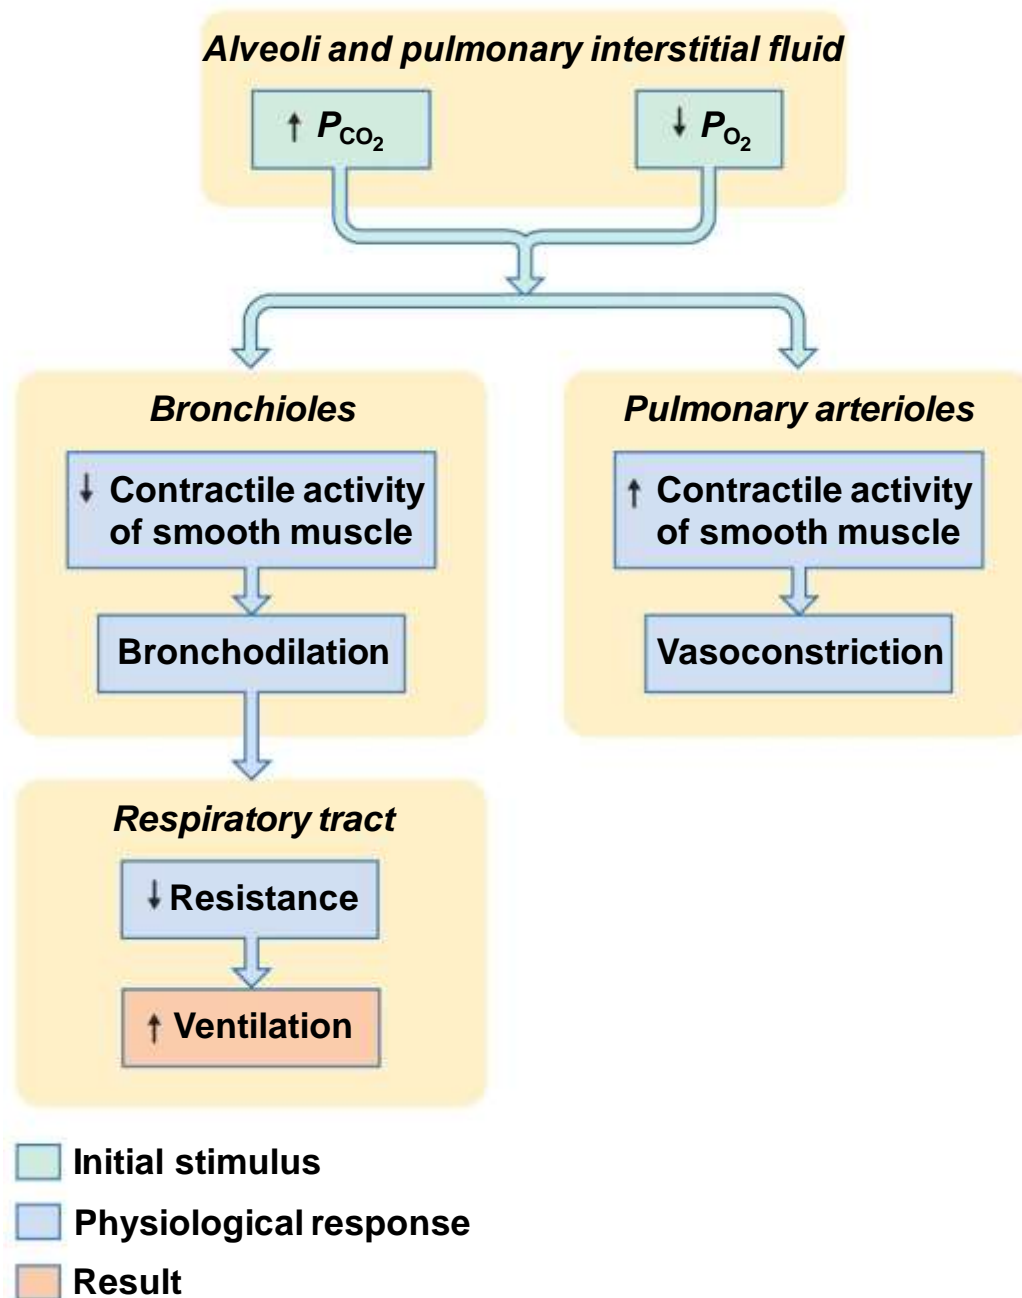 Alveoli and pulmonary interstitial fluid
↑ PCO2
↓ PO2
Bronchioles
↓ Contractile activity
of smooth muscle
Bronchodilation
Pulmonary arterioles
↑ Contractile activity
of smooth muscle
Vasoconstriction
Respiratory tract
↓ Resistance
↑ Ventilation
Initial stimulus
Physiological response
Result